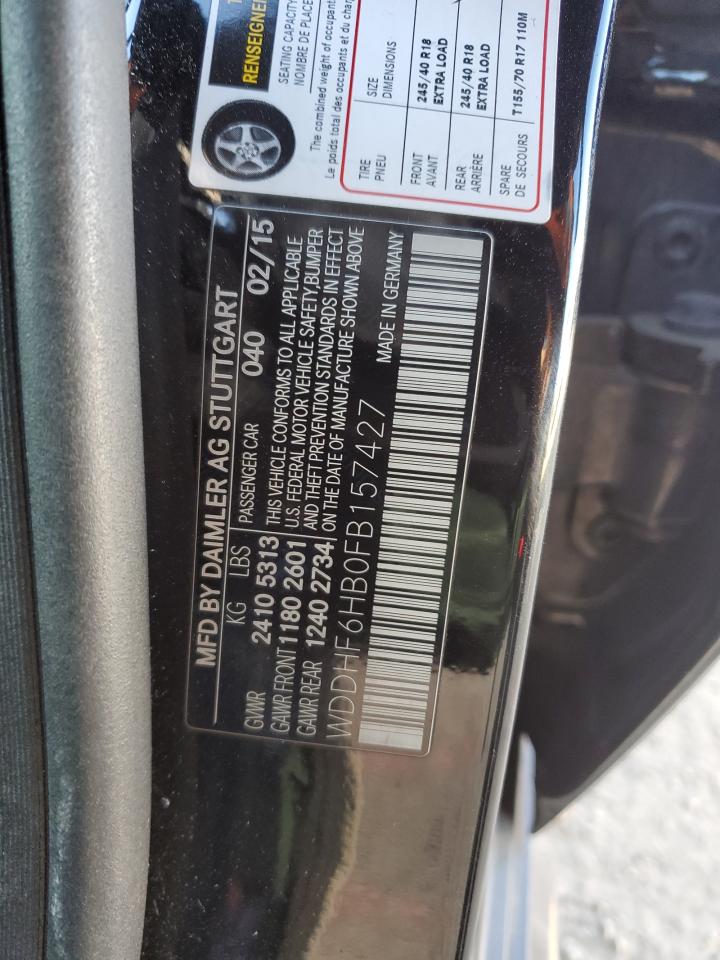 RENSEIGNE
SEATING CAPACITY
NOMBRE DE PLACE
The combined weight of occupant
Le poids total des occupants et du char
TIRE SIZE
PNEU DIMENSIONS
FRONT 245/40 R18
AVANT EXTRA LOAD
REAR 245/40 R18
ARRIÈRE EXTRA LOAD
SPARE T155/70 R17 110M
DE SECOURS
MFD BY DAIMLER AG STUTTGART
KG LBS PASSENGER CAR 040 02/15
GVWR 2410 5313
GAWR FRONT 1180 2601
GAWR REAR 1240 2734
THIS VEHICLE CONFORMS TO ALL APPLICABLE
U.S. FEDERAL MOTOR VEHICLE SAFETY,BUMPER
AND THEFT PREVENTION STANDARDS IN EFFECT
ON THE DATE OF MANUFACTURE SHOWN ABOVE
WDDHF6HB0FB157427 MADE IN GERMANY